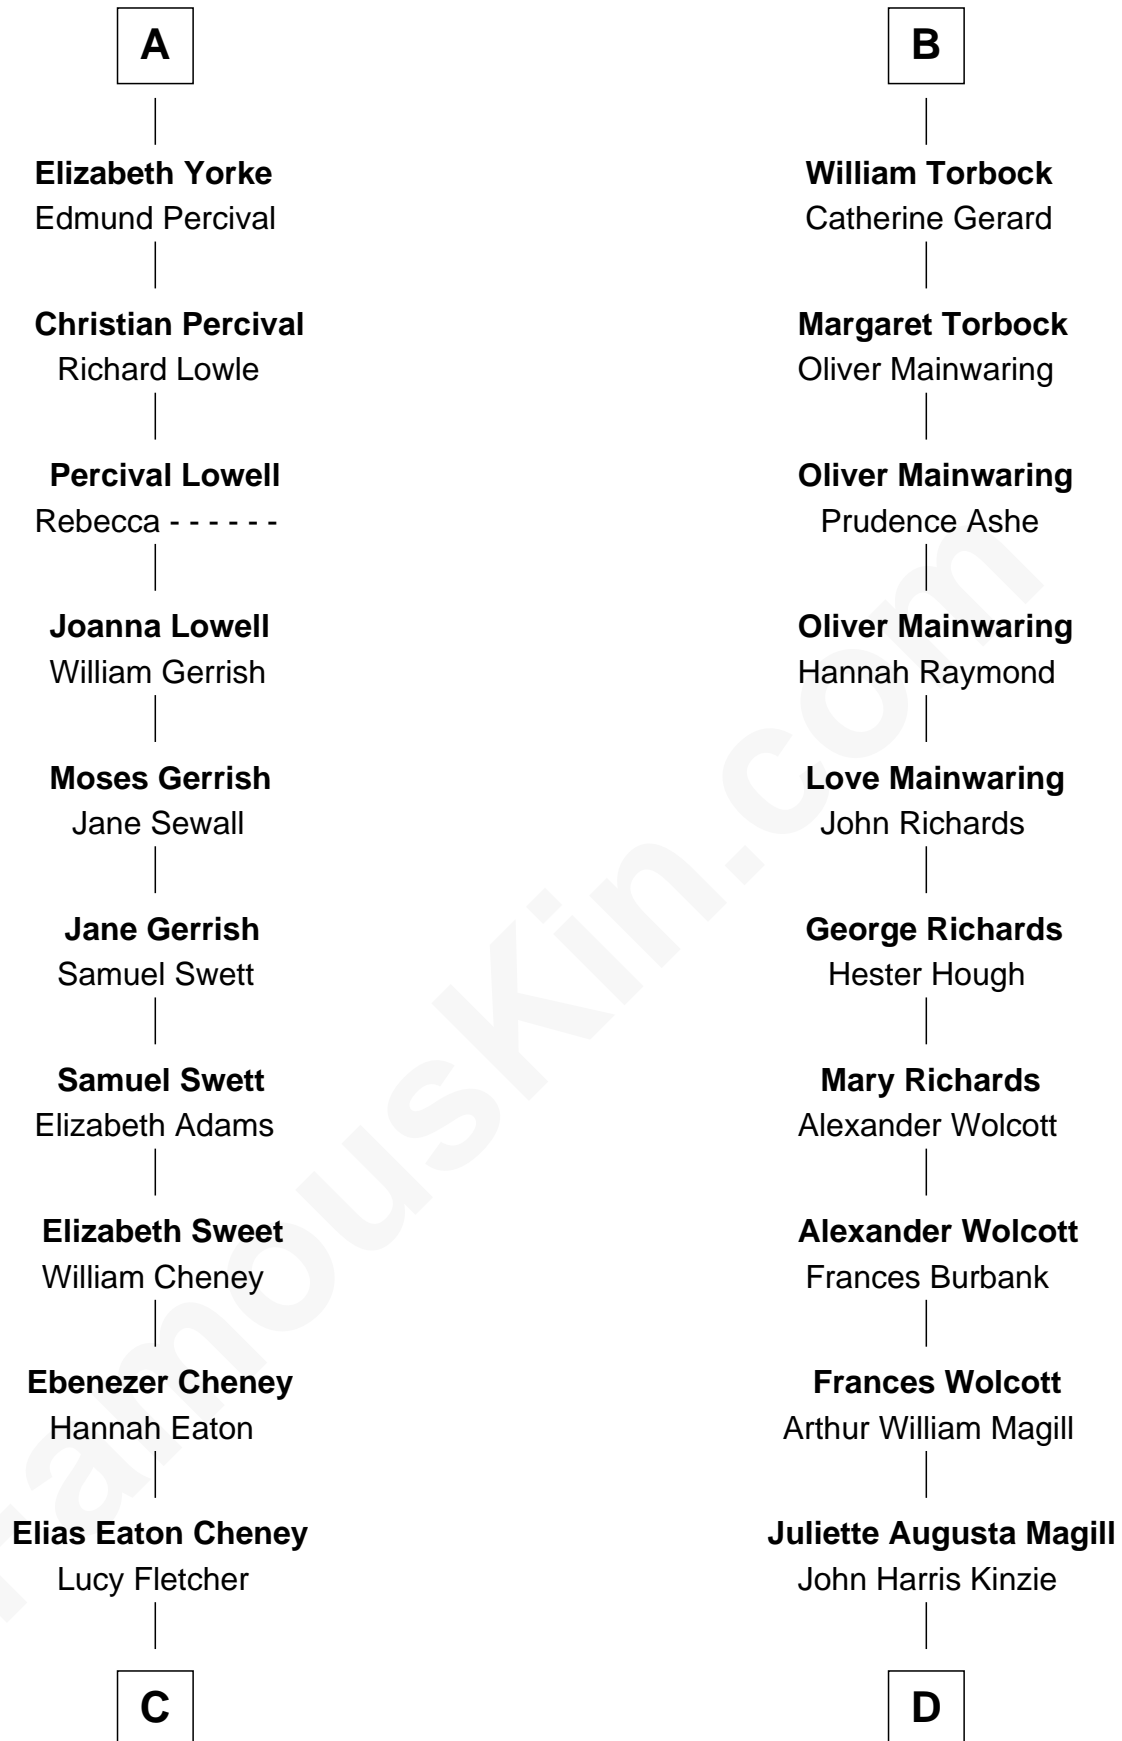 A
Elizabeth Yorke
Edmund Percival
Christian Percival
Richard Lowle
Percival Lowell
Rebecca - - - - - -
Joanna Lowell
William Gerrish
Moses Gerrish
Jane Sewall
Jane Gerrish
Samuel Swett
Samuel Swett
Elizabeth Adams
Elizabeth Sweet
William Cheney
Ebenezer Cheney
Hannah Eaton
Elias Eaton Cheney
Lucy Fletcher
C
B
William Torbock
Catherine Gerard
Margaret Torbock
Oliver Mainwaring
Oliver Mainwaring
Prudence Ashe
Oliver Mainwaring
Hannah Raymond
Love Mainwaring
John Richards
George Richards
Hester Hough
Mary Richards
Alexander Wolcott
Alexander Wolcott
Frances Burbank
Frances Wolcott
Arthur William Magill
Juliette Augusta Magill
John Harris Kinzie
D
FamousKin.com